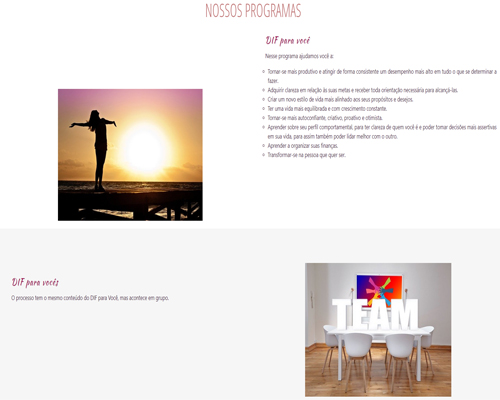 NOSSOS PROGRAMAS
DIF para você
Nesse programa ajudamos você a:
Tornar-se mais produtivo e atingir de forma consistente um desempenho mais alto em tudo o que se determinar a
fazer.
Adquirir clareza em relação às suas metas e receber toda orientação necessária para alcançá-las.
Criar um novo estilo de vida mais alinhado aos seus propósitos e desejos.
Ter uma vida mais equilibrada e com crescimento constante.
Tornar-se mais autoconfiante, criativo, proativo e otimista.
Aprender sobre seu perfil comportamental, para ter clareza de quem você é e poder tomar decisões mais assertivas
em sua vida, para assim também poder lidar melhor com o outro.
Aprender a organizar suas finanças.
Transformar-se na pessoa que quer ser.
DIF para vocês
O processo tem o mesmo conteúdo do DIF para Você, mas acontece em grupo.
TEAM